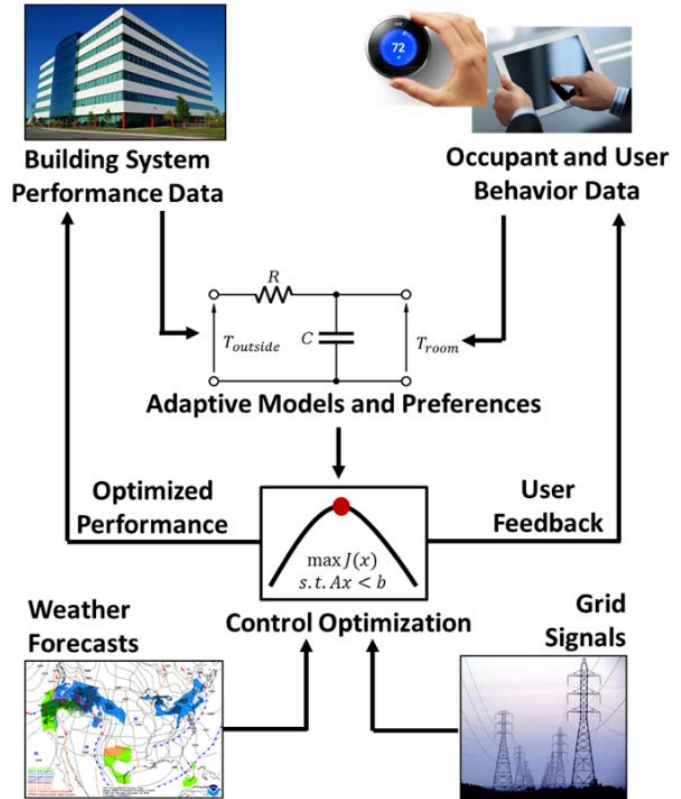 72
Building System
Performance Data
Occupant and User
Behavior Data
R
T_outside
C
T_room
Adaptive Models and Preferences
Optimized
Performance
User
Feedback
max J(x)
s.t. Ax < b
Control Optimization
Weather
Forecasts
Grid
Signals